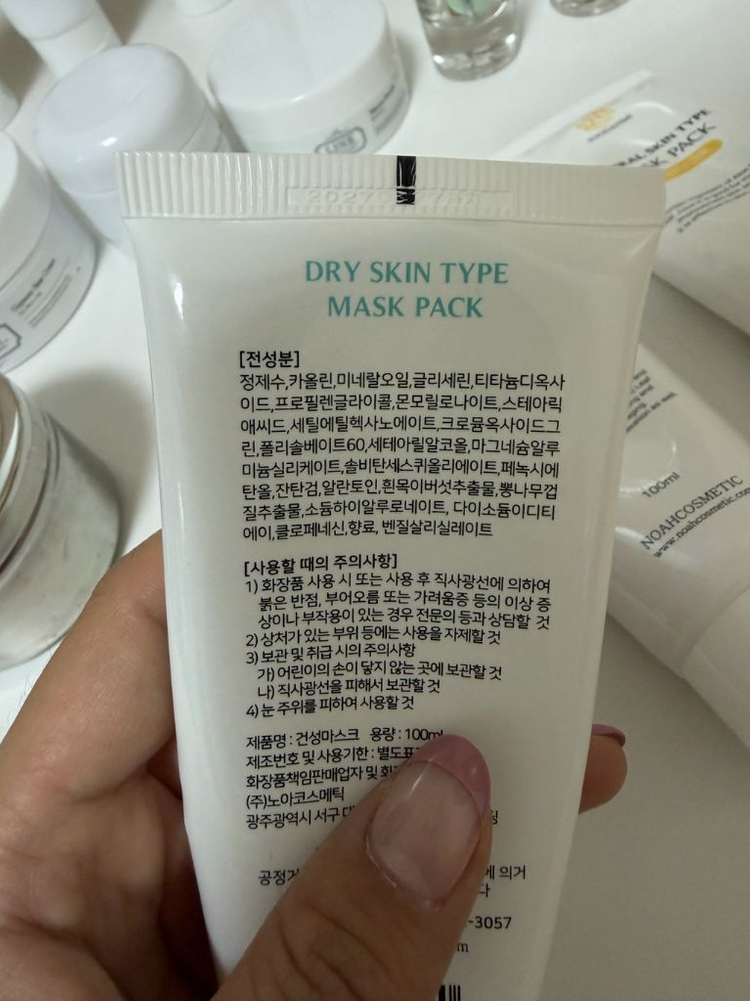 DRY SKIN TYPE
MASK PACK
[전성분]
정제수,카올린,미네랄오일,글리세린,티타늄디옥사
이드,프로필렌글라이콜,몬모릴로나이트,스테아릭
애씨드,세틸에틸헥사노에이트,크로뮴옥사이드그
린,폴리솔베이트60,세테아릴알코올,마그네슘알루
미늄실리케이트,솔비탄세스퀴올리에이트,페녹시에
탄올,잔탄검,알란토인,흰목이버섯추출물,뽕나무껍
질추출물,소듐하이알루로네이트, 다이소듐이디티
에이,클로페네신,향료, 벤질살리실레이트
[사용할 때의 주의사항]
1) 화장품 사용 시 또는 사용 후 직사광선에 의하여
붉은 반점, 부어오름 또는 가려움증 등의 이상 증
상이나 부작용이 있는 경우 전문의 등과 상담할 것
2) 상처가 있는 부위 등에는 사용을 자제할 것
3) 보관 및 취급 시의 주의사항
가) 어린이의 손이 닿지 않는 곳에 보관할 것
나) 직사광선을 피해서 보관할 것
4) 눈 주위를 피하여 사용할 것
제품명 : 건성마스크 용량 : 100ml
제조번호 및 사용기한 : 별도표
화장품책임판매업자 및
(주)노아코스메틱
광주광역시 서구
의거
-3057
SKIN TYPE
PACK
100ml
NOAHCOSMETIC
www.noahcosmetic.com